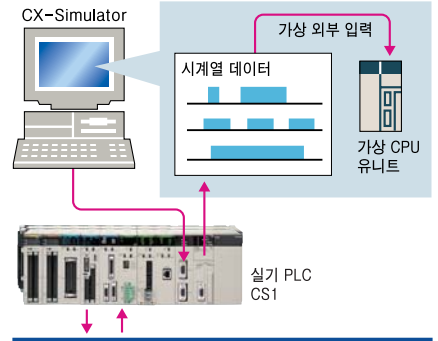 CX-Simulator
가상 외부 입력
시계열 데이터
가상 CPU
유니트
실기 PLC
CS1